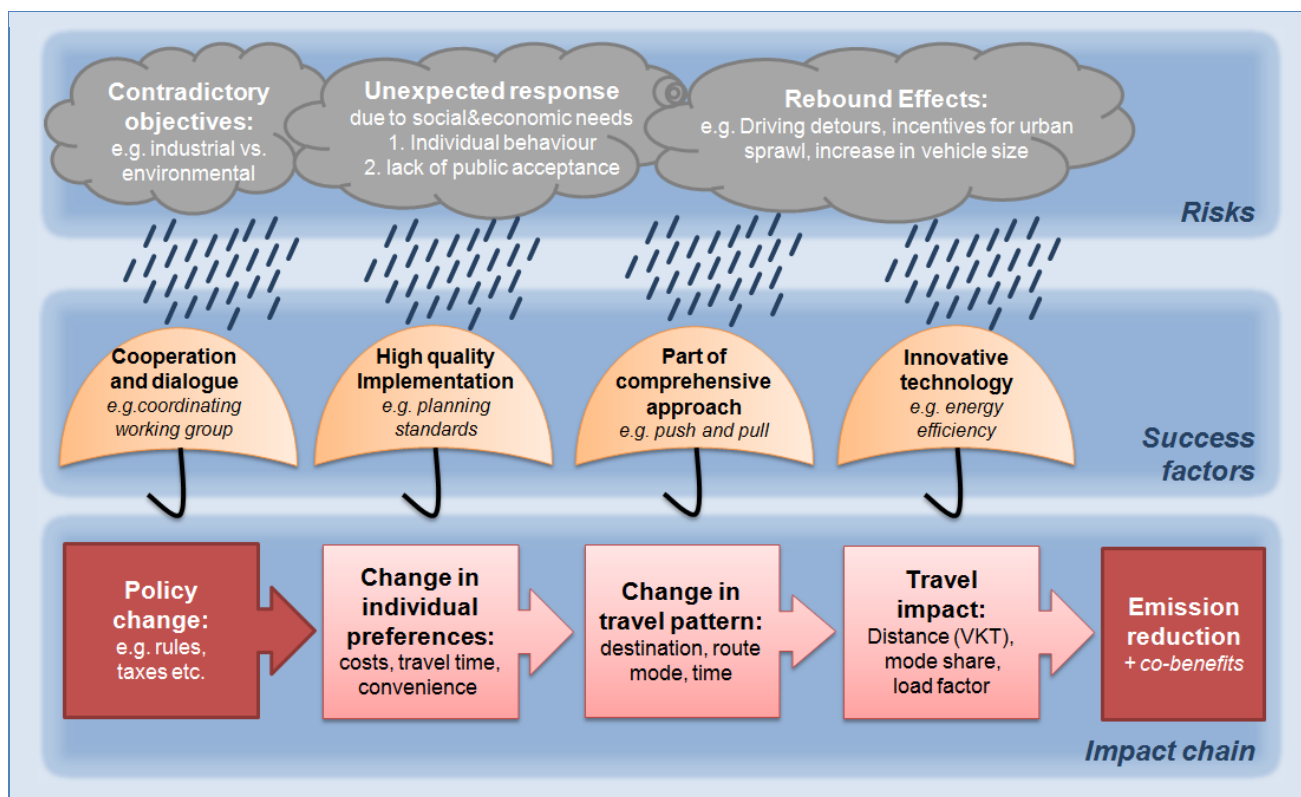 Contradictory
objectives:
e.g. industrial vs.
environmental
Unexpected response
due to social&economic needs
1. Individual behaviour
2. lack of public acceptance
Rebound Effects:
e.g. Driving detours, incentives for urban
sprawl, increase in vehicle size
Risks
Cooperation
and dialogue
e.g.coordinating
working group
High quality
Implementation
e.g. planning
standards
Part of
comprehensive
approach
e.g. push and pull
Innovative
technology
e.g. energy
efficiency
Success
factors
Policy
change:
e.g. rules,
taxes etc.
Change in
individual
preferences:
costs, travel time,
convenience
Change in
travel pattern:
destination, route
mode, time
Travel
impact:
Distance (VKT),
mode share,
load factor
Emission
reduction
+ co-benefits
Impact chain